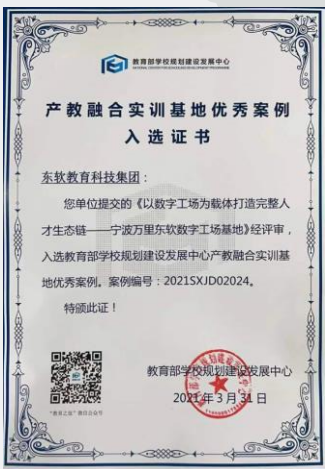 教育部学校规划建设发展中心
产教融合实训基地优秀案例
入选证书
东软教育科技集团：
您单位提交的《以数字工场为载体打造完整人
才生态链——宁波万里东软数字工场基地》经评审，
入选教育部学校规划建设发展中心产教融合实训基
地优秀案例。案例编号：2021SXJD02024。
特颁此证！
教育部学校规划建设发展中心
2021年3月31日